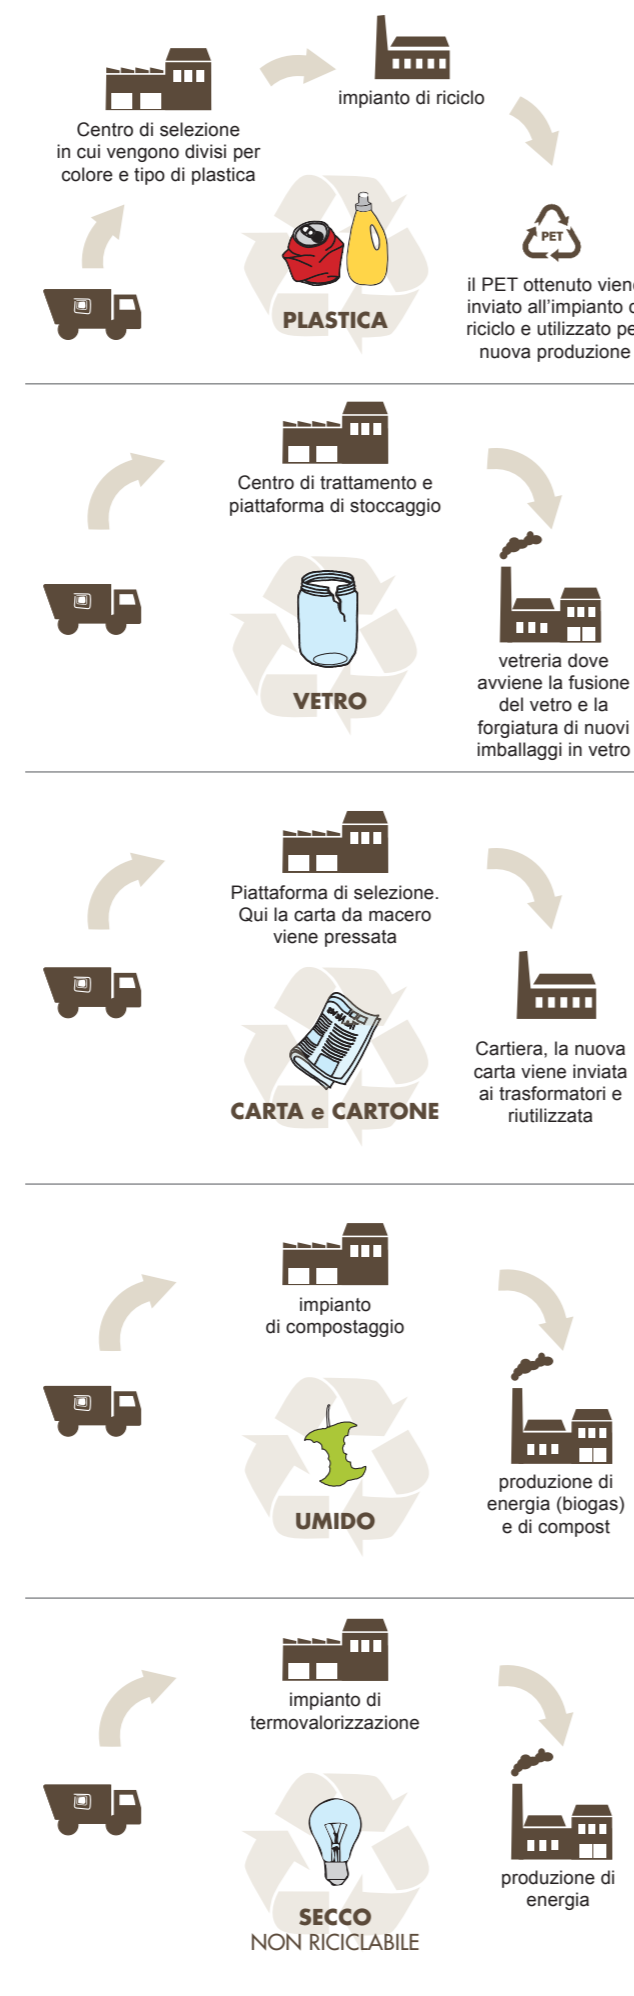 impianto di riciclo
Centro di selezione
in cui vengono divisi per
colore e tipo di plastica
PET
il PET ottenuto viene
inviato all'impianto
riciclo e utilizzato
nuova produzione
PLASTICA
Centro di trattamento e
piattaforma di stoccaggio
VETRO
vetreria dove
avviene la fusione
del vetro e la
forgiatura di nuovi
imballaggi in vetro
Piattaforma di selezione.
Qui la carta da macero
viene pressata
CARTA e CARTONE
Cartiera, la nuova
carta viene inviata
ai trasformatori e
riutilizzata
impianto
di compostaggio
UMIDO
produzione di
energia (biogas)
e di compost
impianto di
termovalorizzazione
SECCO
NON RICICLABILE
produzione di
energia